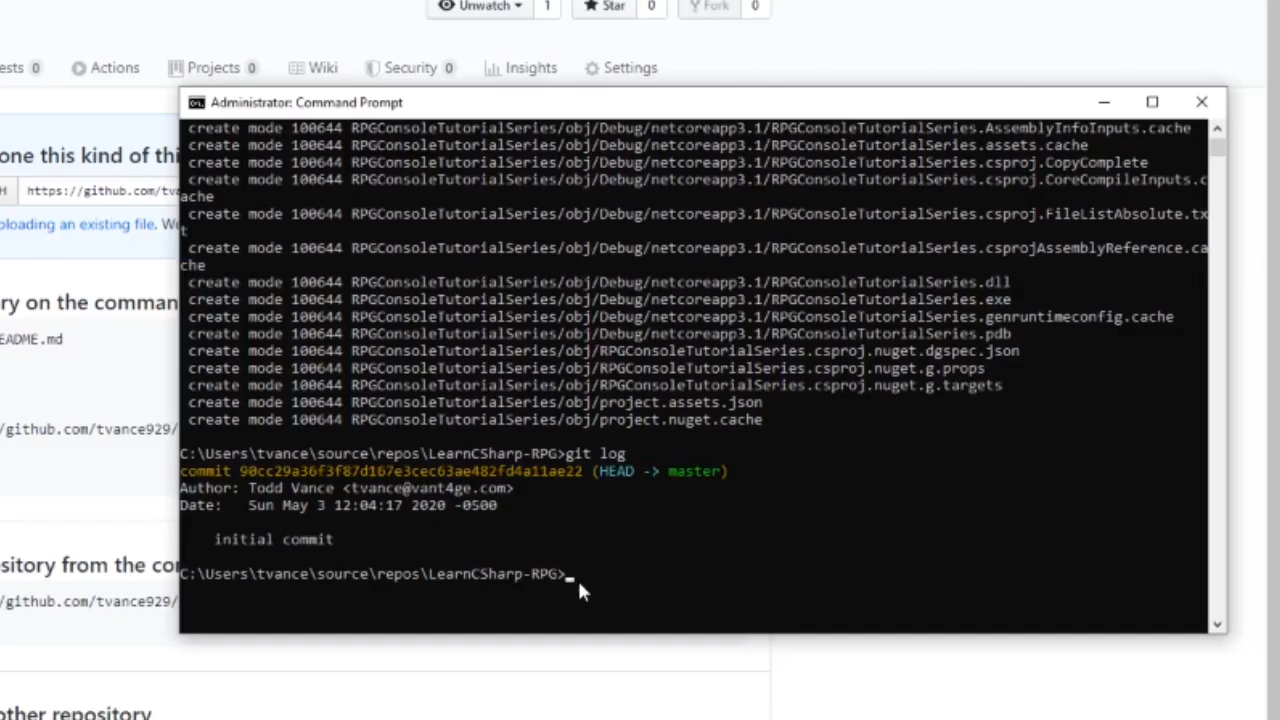 Unwatch 1 Star 0 Fork 0
ests 0 Actions Projects 0 Wiki Security 0 Insights Settings
Administrator: Command Prompt
create mode 100644 RPGConsoleTutorialSeries/obj/Debug/netcoreapp3.1/RPGConsoleTutorialSeries.AssemblyInfoInputs.cache
create mode 100644 RPGConsoleTutorialSeries/obj/Debug/netcoreapp3.1/RPGConsoleTutorialSeries.assets.cache
create mode 100644 RPGConsoleTutorialSeries/obj/Debug/netcoreapp3.1/RPGConsoleTutorialSeries.csproj.CopyComplete
create mode 100644 RPGConsoleTutorialSeries/obj/Debug/netcoreapp3.1/RPGConsoleTutorialSeries.csproj.CoreCompileInputs.c
ache
create mode 100644 RPGConsoleTutorialSeries/obj/Debug/netcoreapp3.1/RPGConsoleTutorialSeries.csproj.FileListAbsolute.tx
t
create mode 100644 RPGConsoleTutorialSeries/obj/Debug/netcoreapp3.1/RPGConsoleTutorialSeries.csprojAssemblyReference.ca
che
create mode 100644 RPGConsoleTutorialSeries/obj/Debug/netcoreapp3.1/RPGConsoleTutorialSeries.dll
create mode 100644 RPGConsoleTutorialSeries/obj/Debug/netcoreapp3.1/RPGConsoleTutorialSeries.exe
create mode 100644 RPGConsoleTutorialSeries/obj/Debug/netcoreapp3.1/RPGConsoleTutorialSeries.genruntimeconfig.cache
create mode 100644 RPGConsoleTutorialSeries/obj/Debug/netcoreapp3.1/RPGConsoleTutorialSeries.pdb
create mode 100644 RPGConsoleTutorialSeries/obj/RPGConsoleTutorialSeries.csproj.nuget.dgspec.json
create mode 100644 RPGConsoleTutorialSeries/obj/RPGConsoleTutorialSeries.csproj.nuget.g.props
create mode 100644 RPGConsoleTutorialSeries/obj/RPGConsoleTutorialSeries.csproj.nuget.g.targets
create mode 100644 RPGConsoleTutorialSeries/obj/project.assets.json
create mode 100644 RPGConsoleTutorialSeries/obj/project.nuget.cache
C:\Users\tvance\source\repos\LearnCSharp-RPG>git log
commit 90cc29a36f3f87d167e3cec63ae482fd4a11ae22 (HEAD -> master)
Author: Todd Vance <tvance@vant4ge.com>
Date: Sun May 3 12:04:17 2020 -0500
initial commit
C:\Users\tvance\source\repos\LearnCSharp-RPG>
one this kind of thi
H https://github.com/tva
ploading an existing file. We
ry on the comman
EADME.md
/github.com/tvance929/
sitory from the co
/github.com/tvance929/
other repository